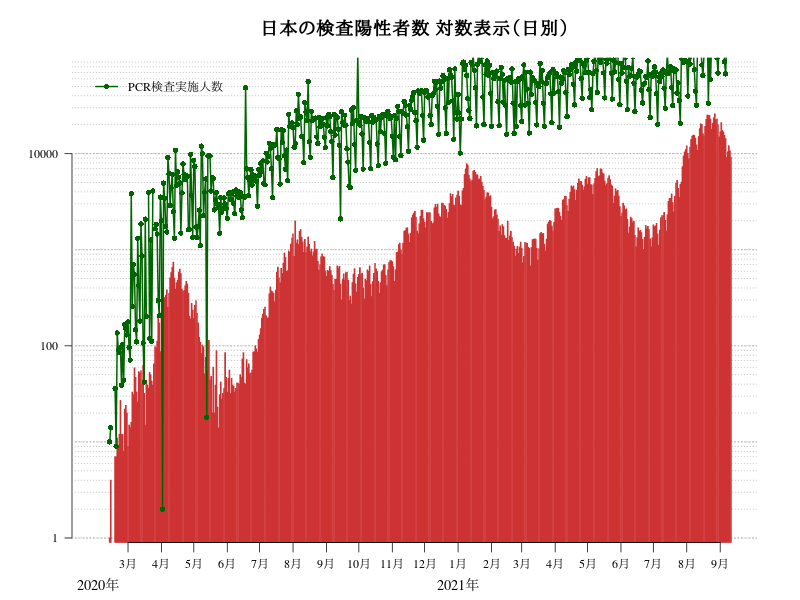 日本の検査陽性者数 対数表示(日別)
PCR検査実施人数
10000
100
1
3月 4月 5月 6月 7月 8月 9月 10月 11月 12月 1月 2月 3月 4月 5月 6月 7月 8月 9月
2020年 2021年